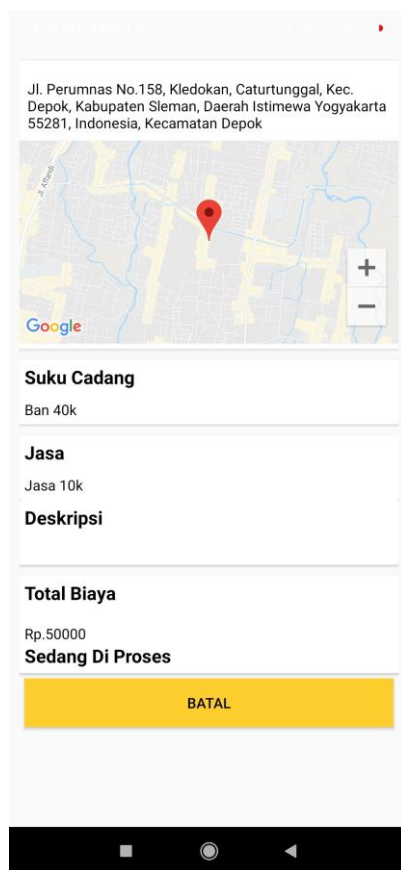 Jl. Perumnas No.158, Kledokan, Caturtunggal, Kec.
Depok, Kabupaten Sleman, Daerah Istimewa Yogyakarta
55281, Indonesia, Kecamatan Depok
Jl. Affandi
+
−
Google
Suku Cadang
Ban 40k
Jasa
Jasa 10k
Deskripsi
Total Biaya
Rp.50000
Sedang Di Proses
BATAL